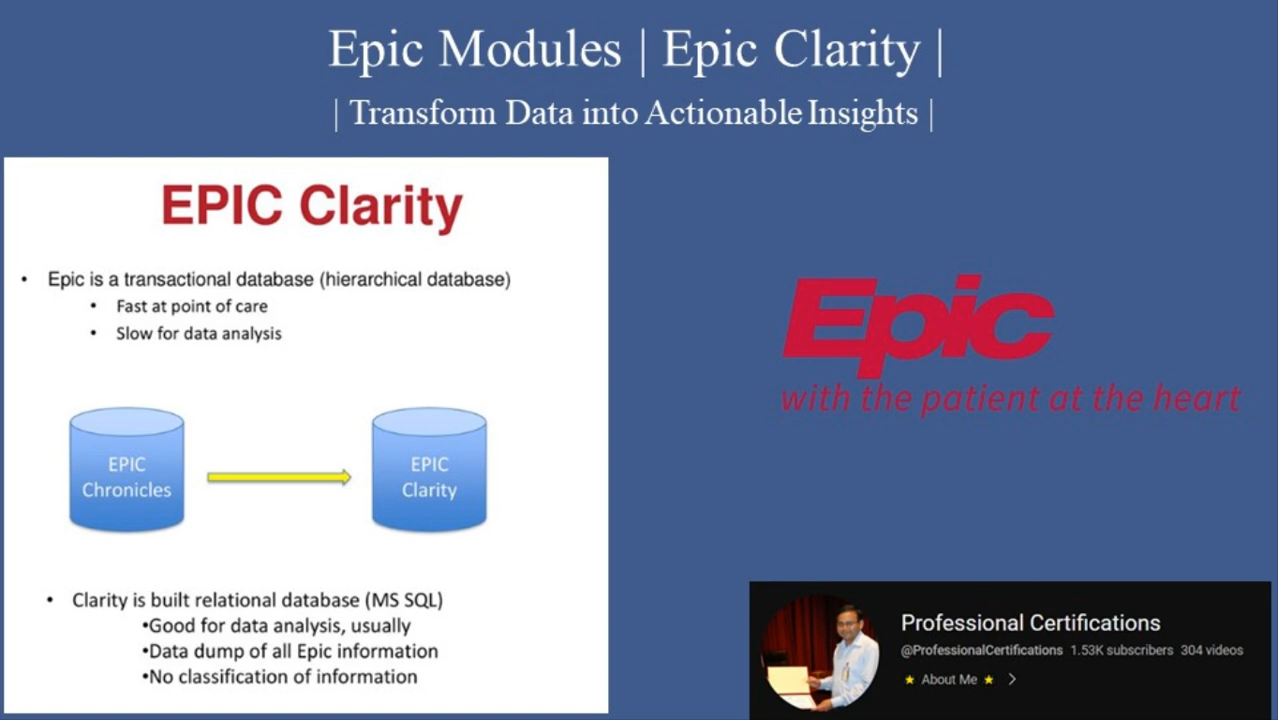 Epic Modules | Epic Clarity |
| Transform Data into Actionable Insights |
EPIC Clarity
• Epic is a transactional database (hierarchical database)
• Fast at point of care
• Slow for data analysis
EPIC
Chronicles
EPIC
Clarity
• Clarity is built relational database (MS SQL)
•Good for data analysis, usually
•Data dump of all Epic information
•No classification of information
Epic
with the patient at the heart
Professional Certifications
@ProfessionalCertifications 1.53K subscribers 304 videos
★ About Me ★ >